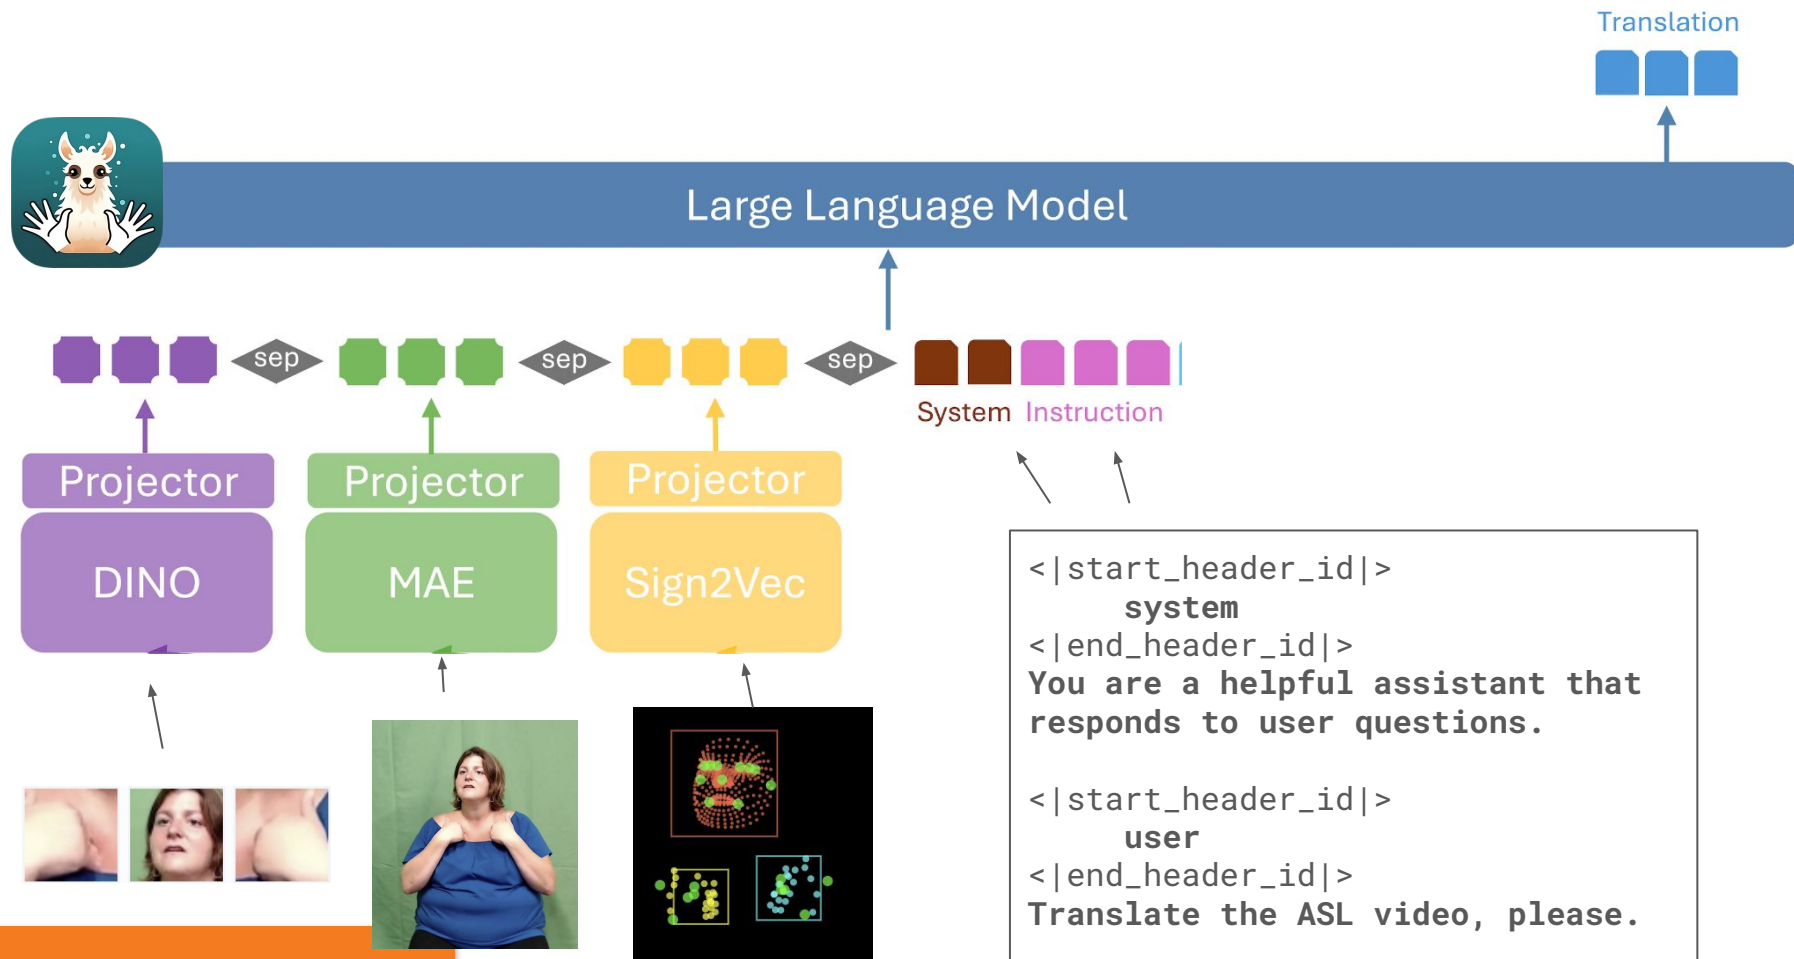 Translation
Large Language Model
sep
sep
sep
System Instruction
Projector
Projector
Projector
DINO
MAE
Sign2Vec
<|start_header_id|>
system
<|end_header_id|>
You are a helpful assistant that
responds to user questions.
<|start_header_id|>
user
<|end_header_id|>
Translate the ASL video, please.